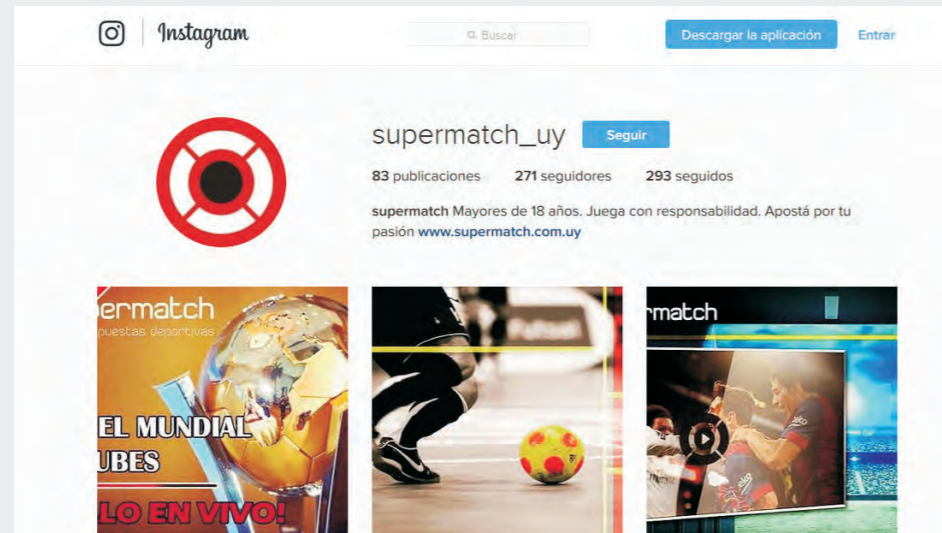 Instagram
Buscar
Descargar la aplicación
Entrar
supermatch_uy
Seguir
83 publicaciones 271 seguidores 293 seguidos
supermatch Mayores de 18 años. Juega con responsabilidad. Apostá por tu
pasión www.supermatch.com.uy
ermatch
puestas deportivas
EL MUNDIAL
UBES
LO EN VIVO!
rmatch